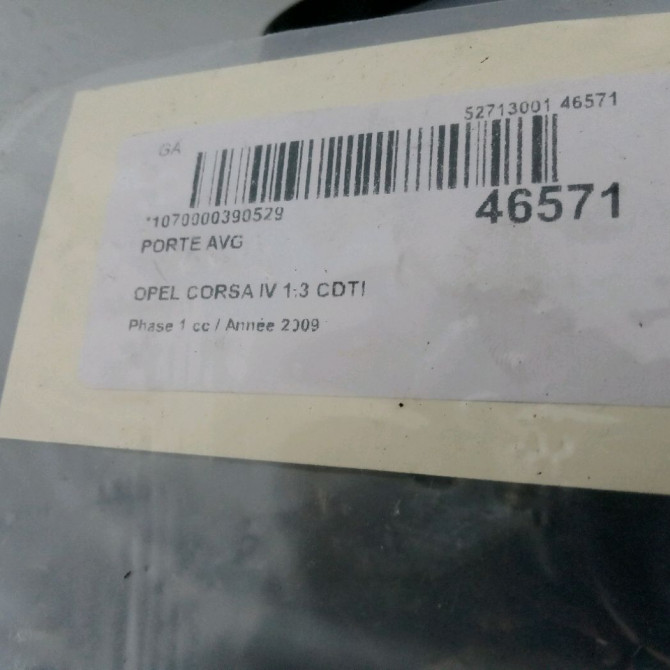 52713001 46571
GA
*1070000390529
46571
PORTE AVG
OPEL CORSA IV 1.3 CDTI
Phase 1 cc / Année 2009